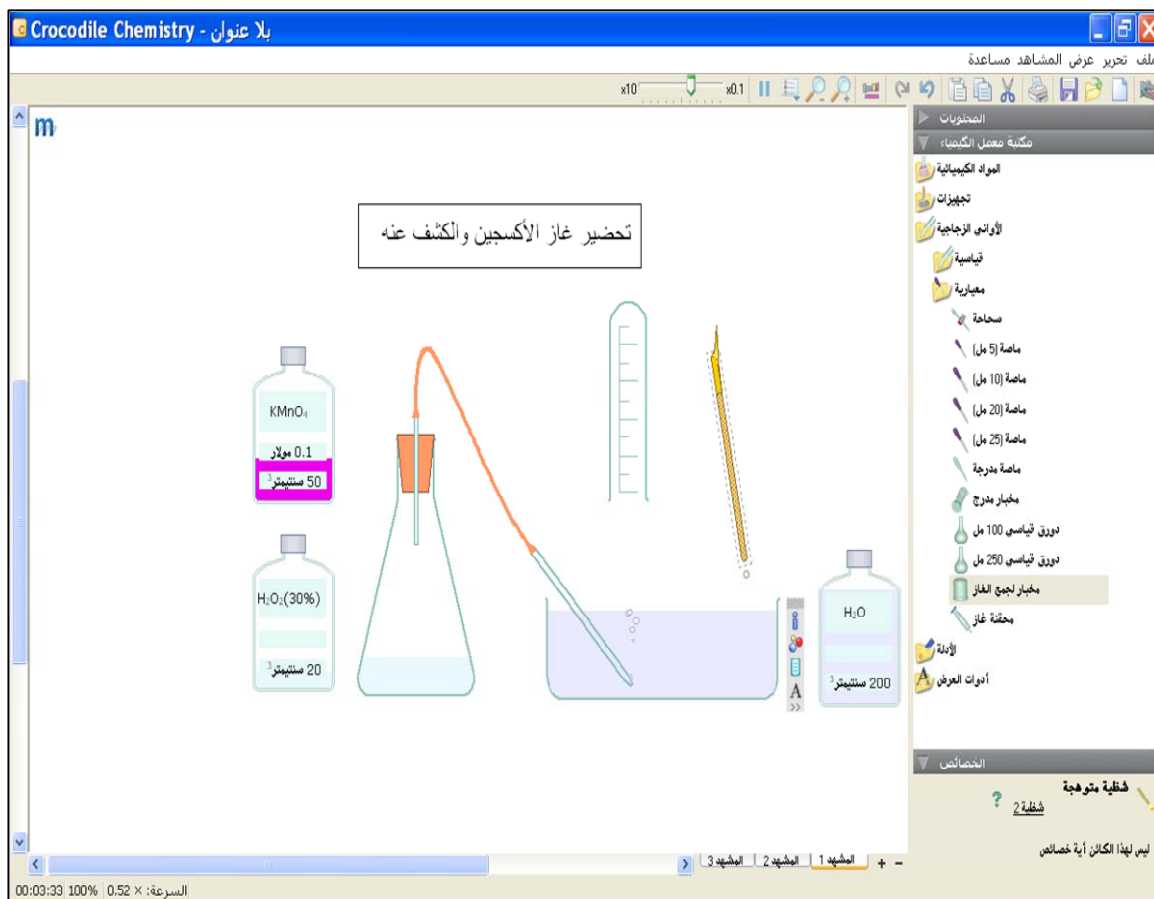 Crocodile Chemistry - بلا عنوان
ملف تحرير عرض المشاهد مساعدة
x10
x0.1
المحتويات
مكتبة معمل الكيمياء
المواد الكيميائية
تجهيزات
الأواني الزجاجية
قياسية
معيارية
سحاحة
ماصة (5 مل)
ماصة (10 مل)
ماصة (20 مل)
ماصة (25 مل)
ماصة مدرجة
مخبار مدرج
دورق قياسي 100 مل
دورق قياسي 250 مل
مخبار لجمع الغاز
محقنة غاز
الأدلة
أدوات العرض
m
تحضير غاز الأكسجين والكشف عنه
KMnO₄
0.1 مولار
50 سنتيمتر³
H₂O₂(30%)
20 سنتيمتر³
H₂O
200 سنتيمتر³
A
الخصائص
شظية متوهجة
شظية 2
ليس لهذا الكائن أية خصائص
المشهد 1
المشهد 2
المشهد 3
السرعة: × 0.52
100%
00:03:33